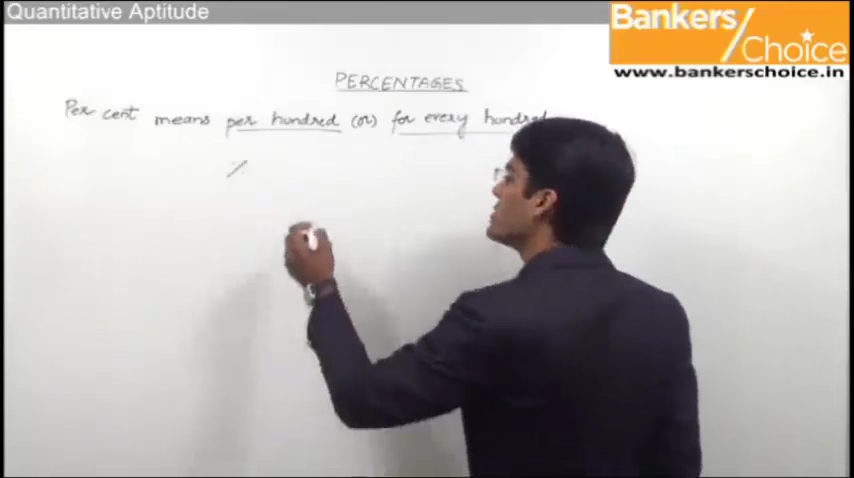 Quantitative Aptitude
Bankers
Choice
www.bankerschoice.in
PERCENTAGES
Per cent means per hundred (or) for every hundred
%